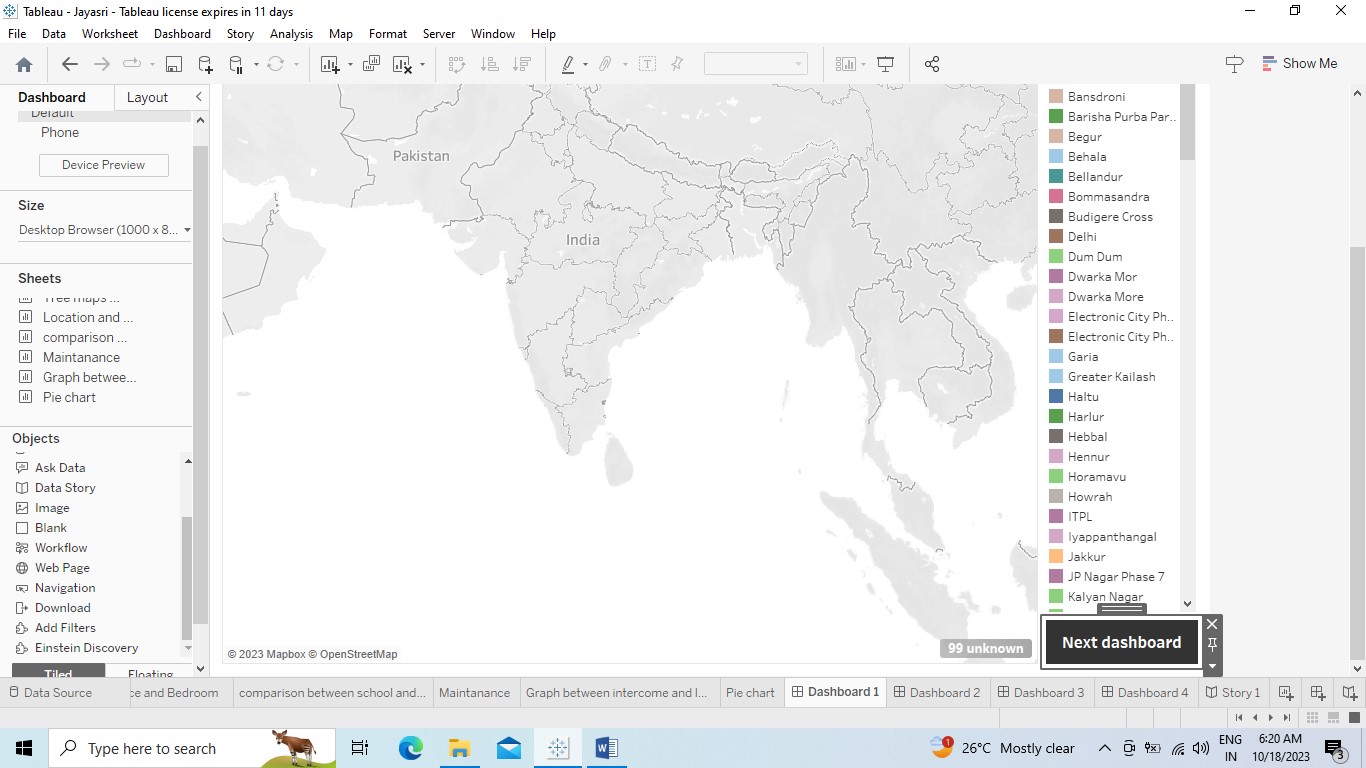 Tableau - Jayasri - Tableau license expires in 11 days
File Data Worksheet Dashboard Story Analysis Map Format Server Window Help
Show Me
Dashboard Layout
Default
Phone
Device Preview
Size
Desktop Browser (1000 x 8...
Sheets
Tree maps ...
Location and ...
comparison ...
Maintanance
Graph betwee...
Pie chart
Objects
Ask Data
Data Story
Image
Blank
Workflow
Web Page
Navigation
Download
Add Filters
Einstein Discovery
Tiled Floating
Pakistan
India
© 2023 Mapbox © OpenStreetMap
99 unknown
Bansdroni
Barisha Purba Par..
Begur
Behala
Bellandur
Bommasandra
Budigere Cross
Delhi
Dum Dum
Dwarka Mor
Dwarka More
Electronic City Ph..
Electronic City Ph..
Garia
Greater Kailash
Haltu
Harlur
Hebbal
Hennur
Horamavu
Howrah
ITPL
Iyappanthangal
Jakkur
JP Nagar Phase 7
Kalyan Nagar
Next dashboard
Data Source ce and Bedroom comparison between school and... Maintanance Graph between intercome and l... Pie chart Dashboard 1 Dashboard 2 Dashboard 3 Dashboard 4 Story 1
Type here to search
26°C Mostly clear
ENG
IN
6:20 AM
10/18/2023
3